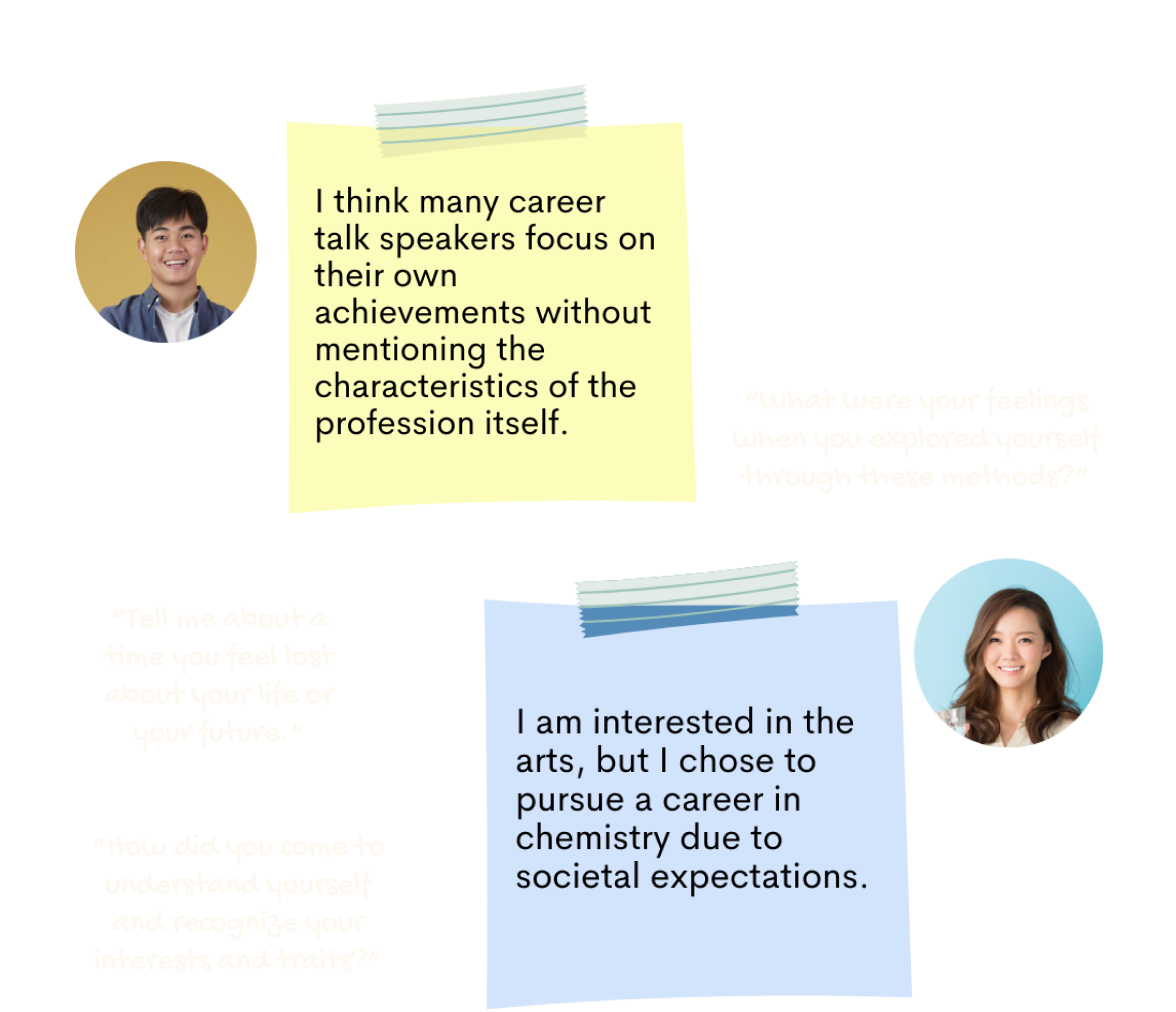 I think many career
talk speakers focus on
their own
achievements without
mentioning the
characteristics of the
profession itself.
"What were your feelings
when you explored yourself
through these methods?"
"Tell me about a
time you feel lost
about your life or
your future."
I am interested in the
arts, but I chose to
pursue a career in
chemistry due to
societal expectations.
"How did you come to
understand yourself
and recognize your
interests and traits?"